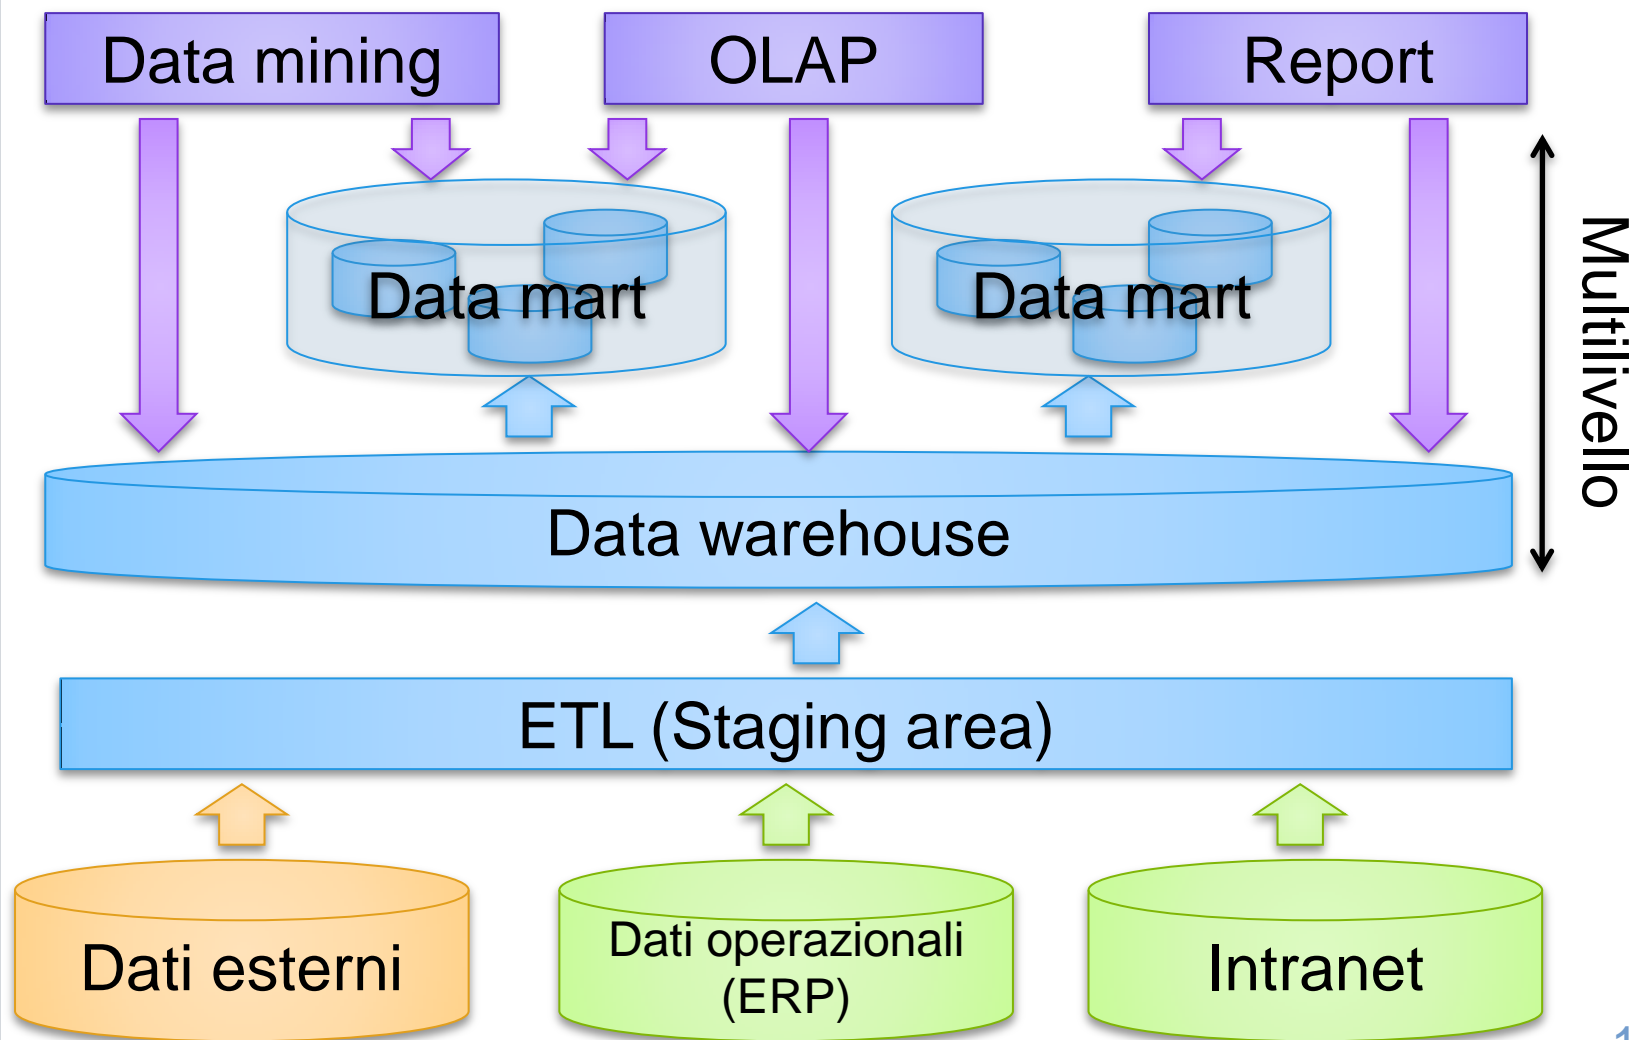 Data mining
OLAP
Report
Data mart
Data mart
Multilivello
Data warehouse
ETL (Staging area)
Dati esterni
Dati operazionali
(ERP)
Intranet